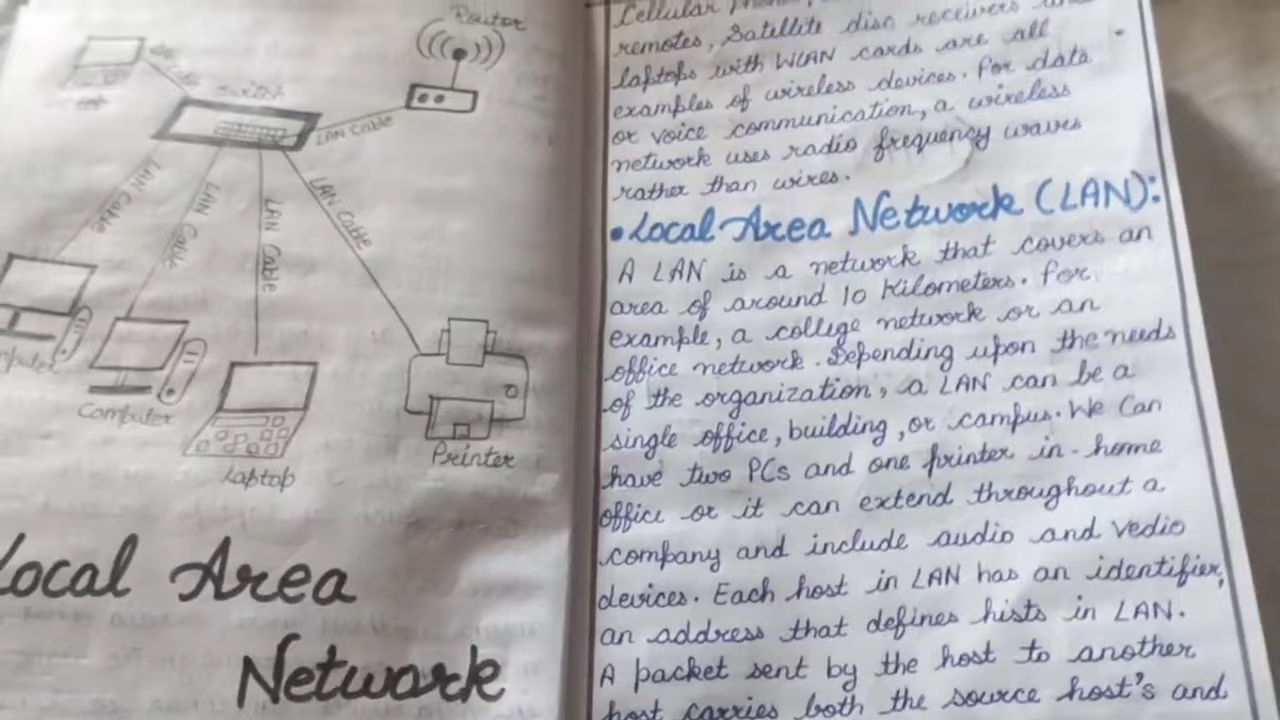 Router
Switch
LAN Cable
LAN Cable
LAN Cable
LAN Cable
LAN Cable
Computer
Laptop
Printer
Local Area
Network
Cellular
remotes, Satellite disc receivers
laptops with WLAN cards are all
examples of wireless devices. For data
or voice communication, a wireless
network uses radio frequency waves
rather than wires.
• Local Area Network (LAN):
A LAN is a network that covers an
area of around 10 Kilometers. For
example, a college network or an
office network. Depending upon the needs
of the organization, a LAN can be a
single office, building, or campus. We Can
have two PCs and one printer in-home
office or it can extend throughout a
company and include audio and Vedio
devices. Each host in LAN has an identifier,
an address that defines hists in LAN.
A packet sent by the host to another
host carries both the source host's and